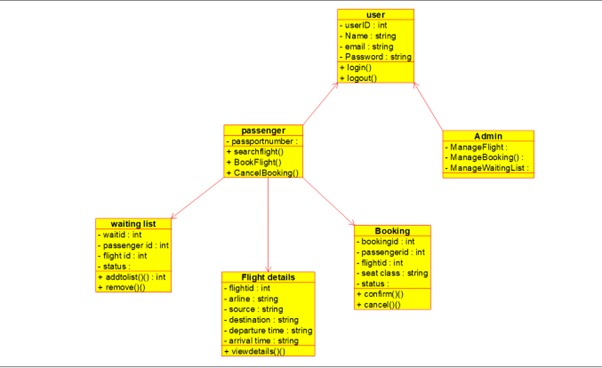 user
- userID : int
- Name : string
- email : string
- Password : string
+ login()
+ logout()
passenger
- passportnumber :
+ searchflight()
+ BookFlight()
+ CancelBooking()
Admin
- ManageFlight :
- ManageBooking() :
- ManageWaitingList :
waiting list
- waitid : int
- passenger id : int
- flight id : int
- status :
+ addtolist()() : int
+ remove()()
Flight details
- flightid : int
- arline : string
- source : string
- destination : string
- departure time : string
- arrival time : string
+ viewdetails()()
Booking
- bookingid : int
- passengerid : int
- flightid : int
- seat class : string
- status :
+ confirm()()
+ cancel()()